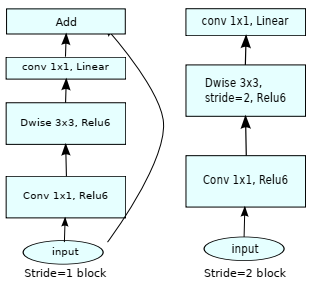 Add
conv 1x1, Linear
Dwise 3x3, Relu6
Conv 1x1, Relu6
input
Stride=1 block
conv 1x1, Linear
Dwise 3x3,
stride=2, Relu6
Conv 1x1, Relu6
input
Stride=2 block